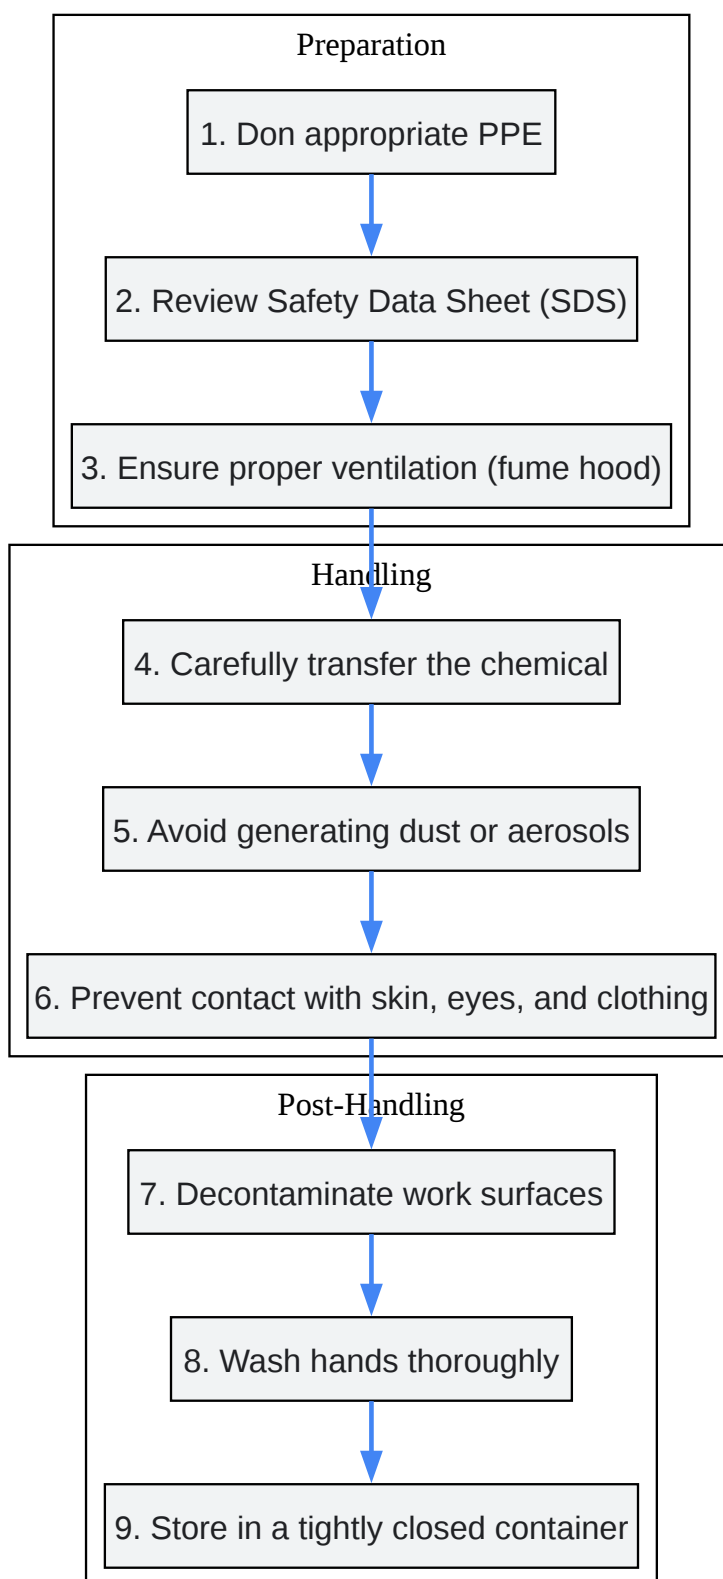 Preparation
1. Don appropriate PPE
2. Review Safety Data Sheet (SDS)
3. Ensure proper ventilation (fume hood)
Handling
4. Carefully transfer the chemical
5. Avoid generating dust or aerosols
6. Prevent contact with skin, eyes, and clothing
Post-Handling
7. Decontaminate work surfaces
8. Wash hands thoroughly
9. Store in a tightly closed container